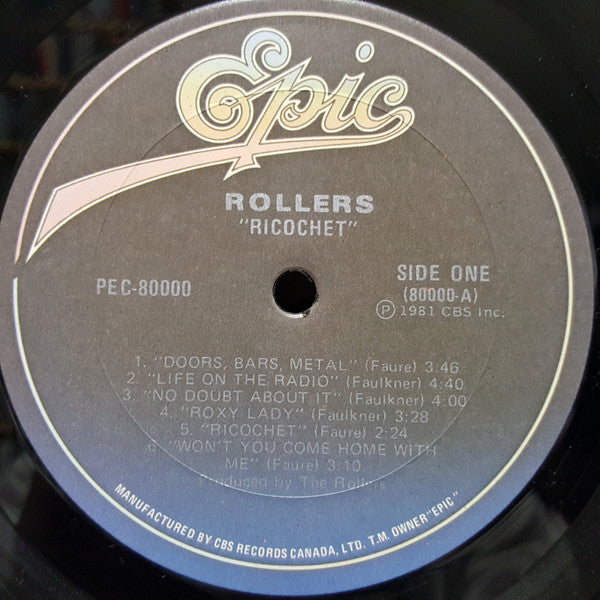 Epic
ROLLERS
"RICOCHET"
PEC-80000
SIDE ONE
(80000-A)
Ⓟ 1981 CBS Inc.
1. "DOORS, BARS, METAL" (Faure) 3:46
2. "LIFE ON THE RADIO" (Faulkner) 4:40
3. "NO DOUBT ABOUT IT" (Faulkner) 4:00
4. "ROXY LADY" (Faulkner) 3:28
5. "RICOCHET" (Faure) 2:24
6. "WON'T YOU COME HOME WITH
ME" (Faure) 3:10
Produced by The Rollers
MANUFACTURED BY CBS RECORDS CANADA, LTD. T.M. OWNER "EPIC"